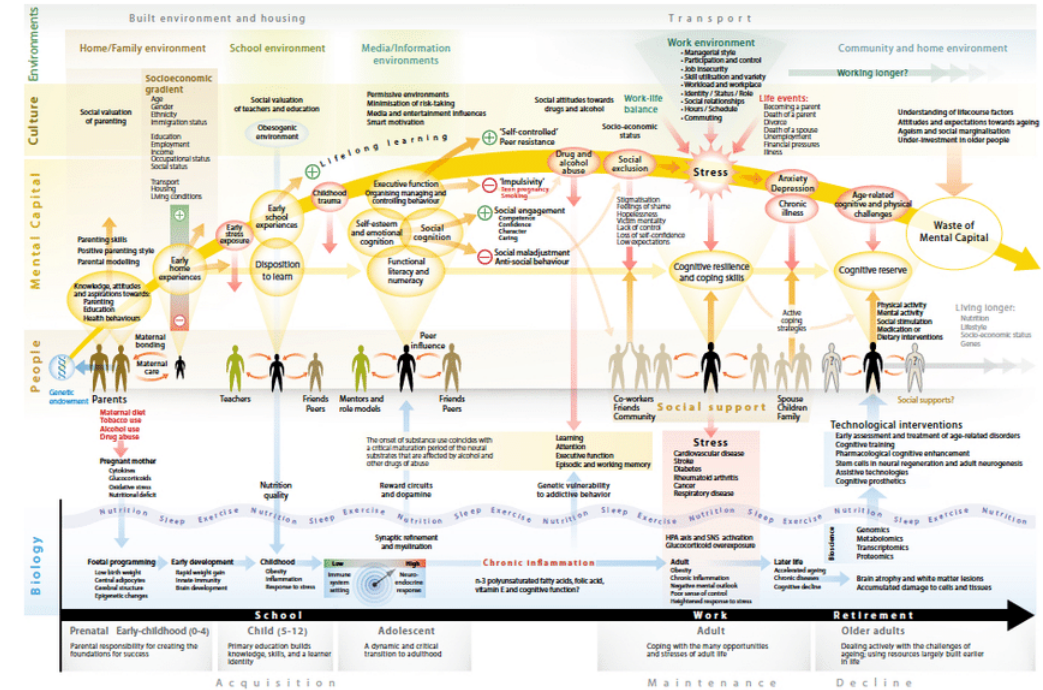 Environments
Built environment and housing
Transport
Home/Family environment
School environment
Media/Information
environments
Work environment
- Managerial style
- Participation and control
- Job insecurity
- Skill utilisation and variety
- Workload and workplace
- Identity / Status / Role
- Social relationships
- Hours / Schedule
- Commuting
Community and home environment
Working longer?
Culture
Social valuation
of parenting
Socioeconomic
gradient
Age
Gender
Ethnicity
Immigration status
Education
Employment
Income
Occupational status
Social status
Transport
Housing
Living conditions
Social valuation
of teachers and education
Obesogenic
environment
Permissive environments
Minimisation of risk-taking
Media and entertainment influences
Smart motivation
Social attitudes towards
drugs and alcohol
Work-life
balance
Socio-economic
status
Life events:
Becoming a parent
Death of a parent
Divorce
Death of a spouse
Unemployment
Financial pressures
Illness
Understanding of lifecourse factors
Attitudes and expectations towards ageing
Ageism and social marginalisation
Under-investment in older people
Mental Capital
Lifelong learning
'Self-controlled'
Peer resistance
'Impulsivity'
Teen pregnancy
Smoking
Social engagement
Competence
Confidence
Character
Caring
Social maladjustment
Anti-social behaviour
Parenting skills
Positive parenting style
Parental modelling
Knowledge, attitudes
and aspirations towards:
Parenting
Education
Health behaviours
Early
home
experiences
Early
stress
exposure
Early
school
experiences
Disposition
to learn
Childhood
trauma
Executive function
Organising managing and
controlling behaviour
Self-esteem
and emotional
cognition
Social
cognition
Functional
literacy and
numeracy
Drug and
alcohol
abuse
Social
exclusion
Stigmatisation
Feelings of shame
Hopelessness
Victim mentality
Lack of control
Loss of self-confidence
Low expectations
Stress
Cognitive resilience
and coping skills
Anxiety
Depression
Chronic
illness
Active
coping
strategies
Age-related
cognitive and physical
challenges
Cognitive reserve
Waste of
Mental Capital
Physical activity
Mental activity
Social stimulation
Medication or
Dietary interventions
Living longer:
Nutrition
Lifestyle
Socio-economic status
Genes
People
Genetic
endowment
Maternal
bonding
Maternal
care
Parents
Teachers
Friends
Peers
Mentors and
role models
Peer
influence
Friends
Peers
Co-workers
Friends
Community
Social support
Spouse
Children
Family
?
?
Social supports?
Maternal diet
Tobacco use
Alcohol use
Drug abuse
Pregnant mother
Cytokines
Glucocorticoids
Oxidative stress
Nutritional deficit
Nutrition
quality
The onset of substance use coincides with
a critical maturation period of the neural
substrates that are affected by alcohol and
other drugs of abuse
Reward circuits
and dopamine
Learning
Attention
Executive function
Episodic and working memory
Genetic vulnerability
to addictive behavior
Stress
Cardiovascular disease
Stroke
Diabetes
Rheumatoid arthritis
Cancer
Respiratory disease
Technological interventions
Early assessment and treatment of age-related disorders
Cognitive training
Pharmacological cognitive enhancement
Stem cells in neural regeneration and adult neurogenesis
Assistive technologies
Cognitive prosthetics
Nutrition Sleep Exercise Nutrition Sleep Exercise Nutrition Sleep Exercise Nutrition Sleep Exercise Nutrition Sleep Exercise Nutrition
Biology
Foetal programming
Low birth weight
Central adipocytes
Cerebral structure
Epigenetic changes
Early development
Rapid weight gain
Innate immunity
Brain development
Childhood
Obesity
Inflammation
Response to stress
Low
High
Immune
system
setting
Neuro-
endocrine
response
Synaptic refinement
and myelination
Chronic inflammation
n-3 polyunsaturated fatty acids, folic acid,
vitamin E and cognitive function?
HPA axis and SNS activation
Glucocorticoid overexposure
Adult
Obesity
Chronic inflammation
Negative mental outlook
Poor sense of control
Heightened response to stress
Later life
Accelerated ageing
Chronic diseases
Cognitive decline
Bioscience
Genomics
Metabolomics
Transcriptomics
Proteomics
Brain atrophy and white matter lesions
Accumulated damage to cells and tissues
School
Work
Retirement
Prenatal Early-childhood (0-4)
Parental responsibility for creating the
foundations for success
Child (5-12)
Primary education builds
knowledge, skills, and a learner
identity
Adolescent
A dynamic and critical
transition to adulthood
Adult
Coping with the many opportunities
and stresses of adult life
Older adults
Dealing actively with the challenges of
ageing, using resources largely built earlier
in life
Acquisition
Maintenance
Decline